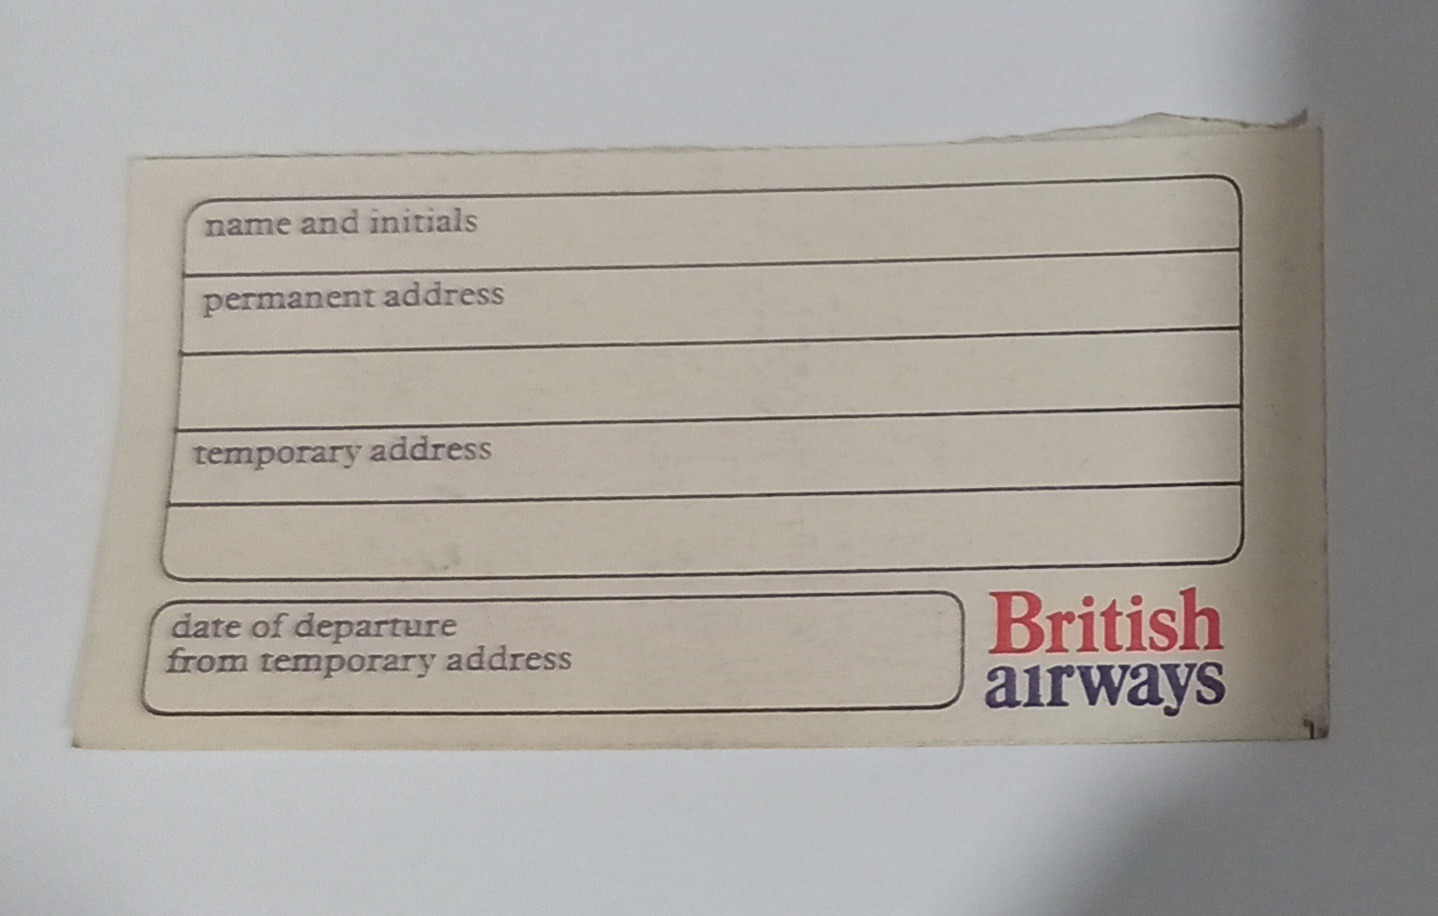 name and initials
permanent address
temporary address
date of departure
from temporary address
British
airways